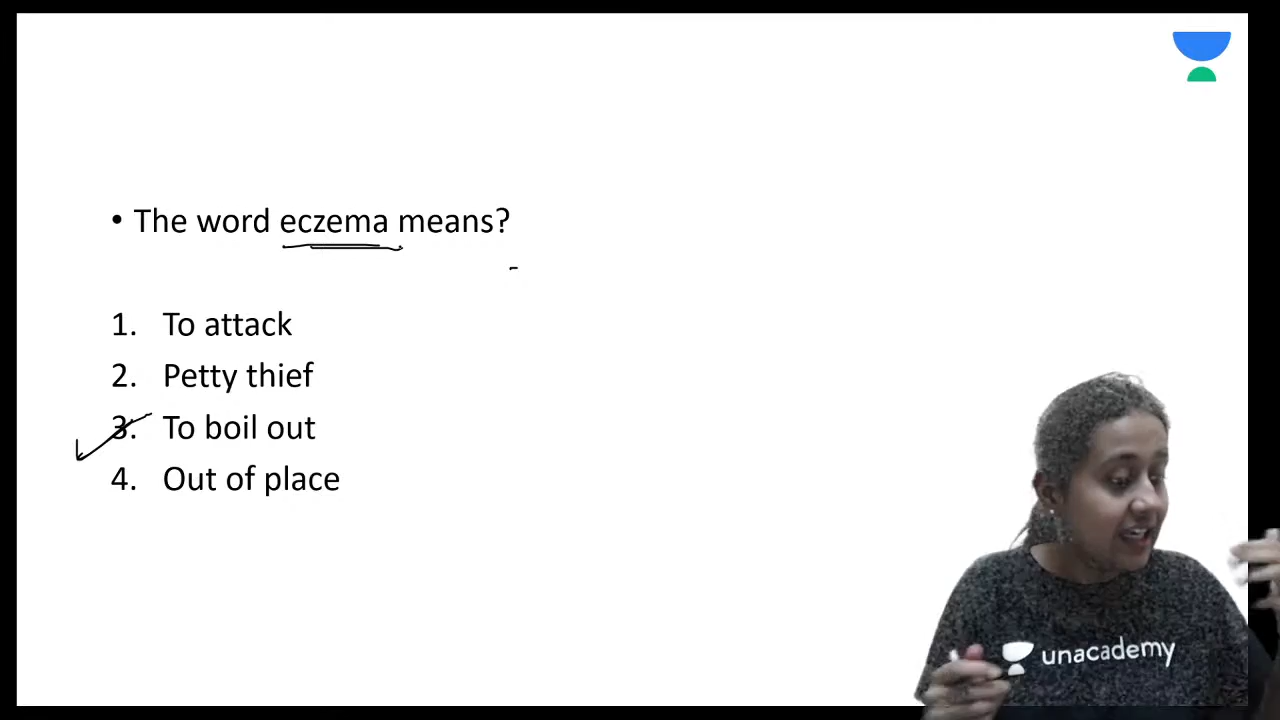 • The word eczema means?
1. To attack
2. Petty thief
3. To boil out
4. Out of place
unacademy